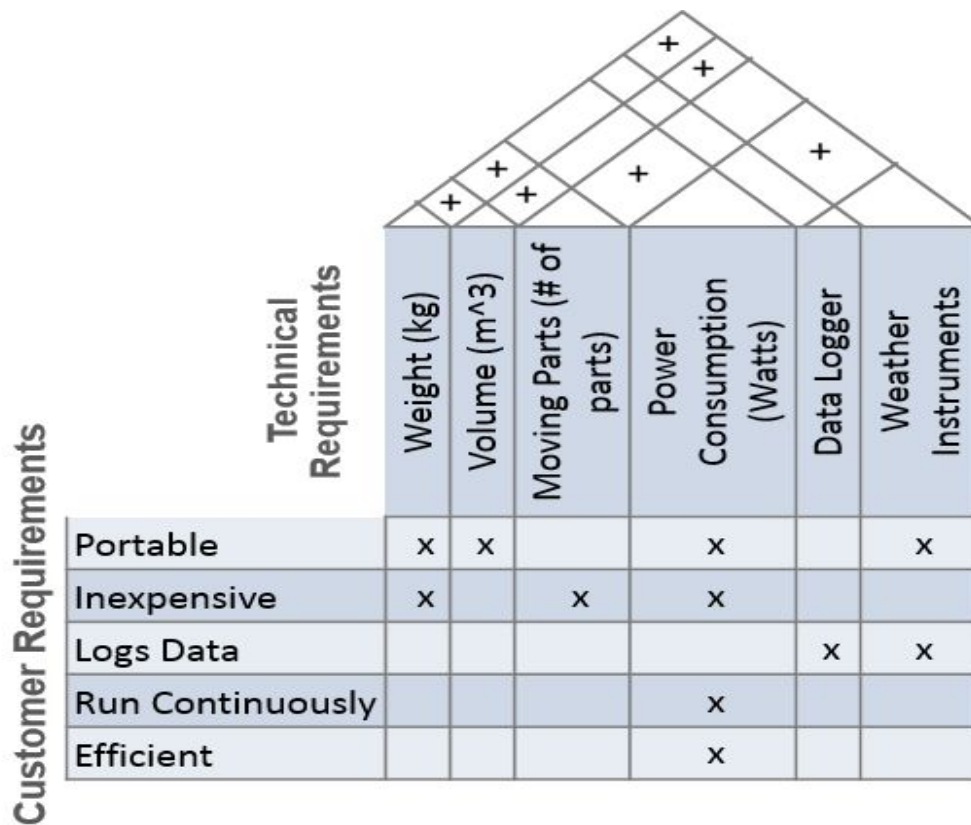 +
+
+
+
+
+
+
Technical
Requirements
Weight (kg)
Volume (m^3)
Moving Parts (# of
parts)
Power
Consumption
(Watts)
Data Logger
Weather
Instruments
Customer Requirements
Portable x x x x
Inexpensive x x x
Logs Data x x
Run Continuously x
Efficient x